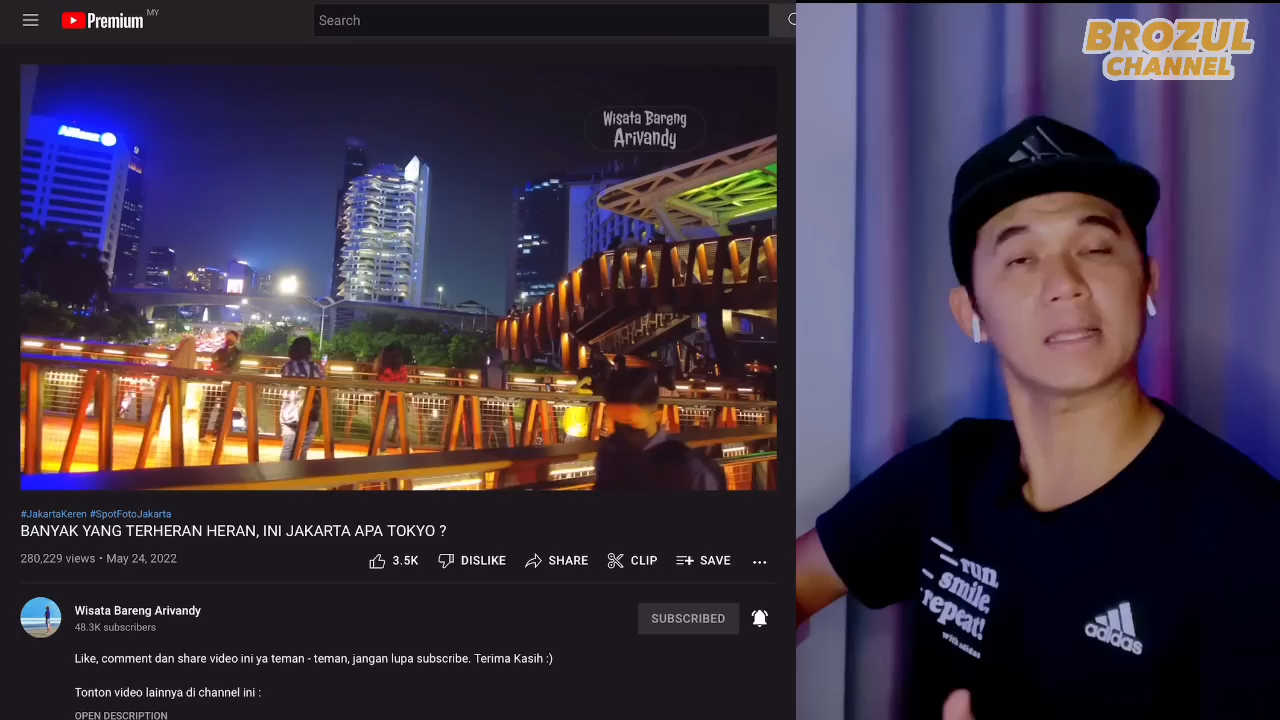 Premium MY
Search
BROZUL
CHANNEL
Allianz
Wisata Bareng
Arivandy
#JakartaKeren #SpotFotoJakarta
BANYAK YANG TERHERAN HERAN, INI JAKARTA APA TOKYO ?
280,229 views • May 24, 2022
3.5K DISLIKE SHARE CLIP SAVE
Wisata Bareng Arivandy
48.3K subscribers
SUBSCRIBED
Like, comment dan share video ini ya teman - teman, jangan lupa subscribe. Terima Kasih :)
Tonton video lainnya di channel ini :
OPEN DESCRIPTION
run,
smile,
repeat!
with adidas
adidas